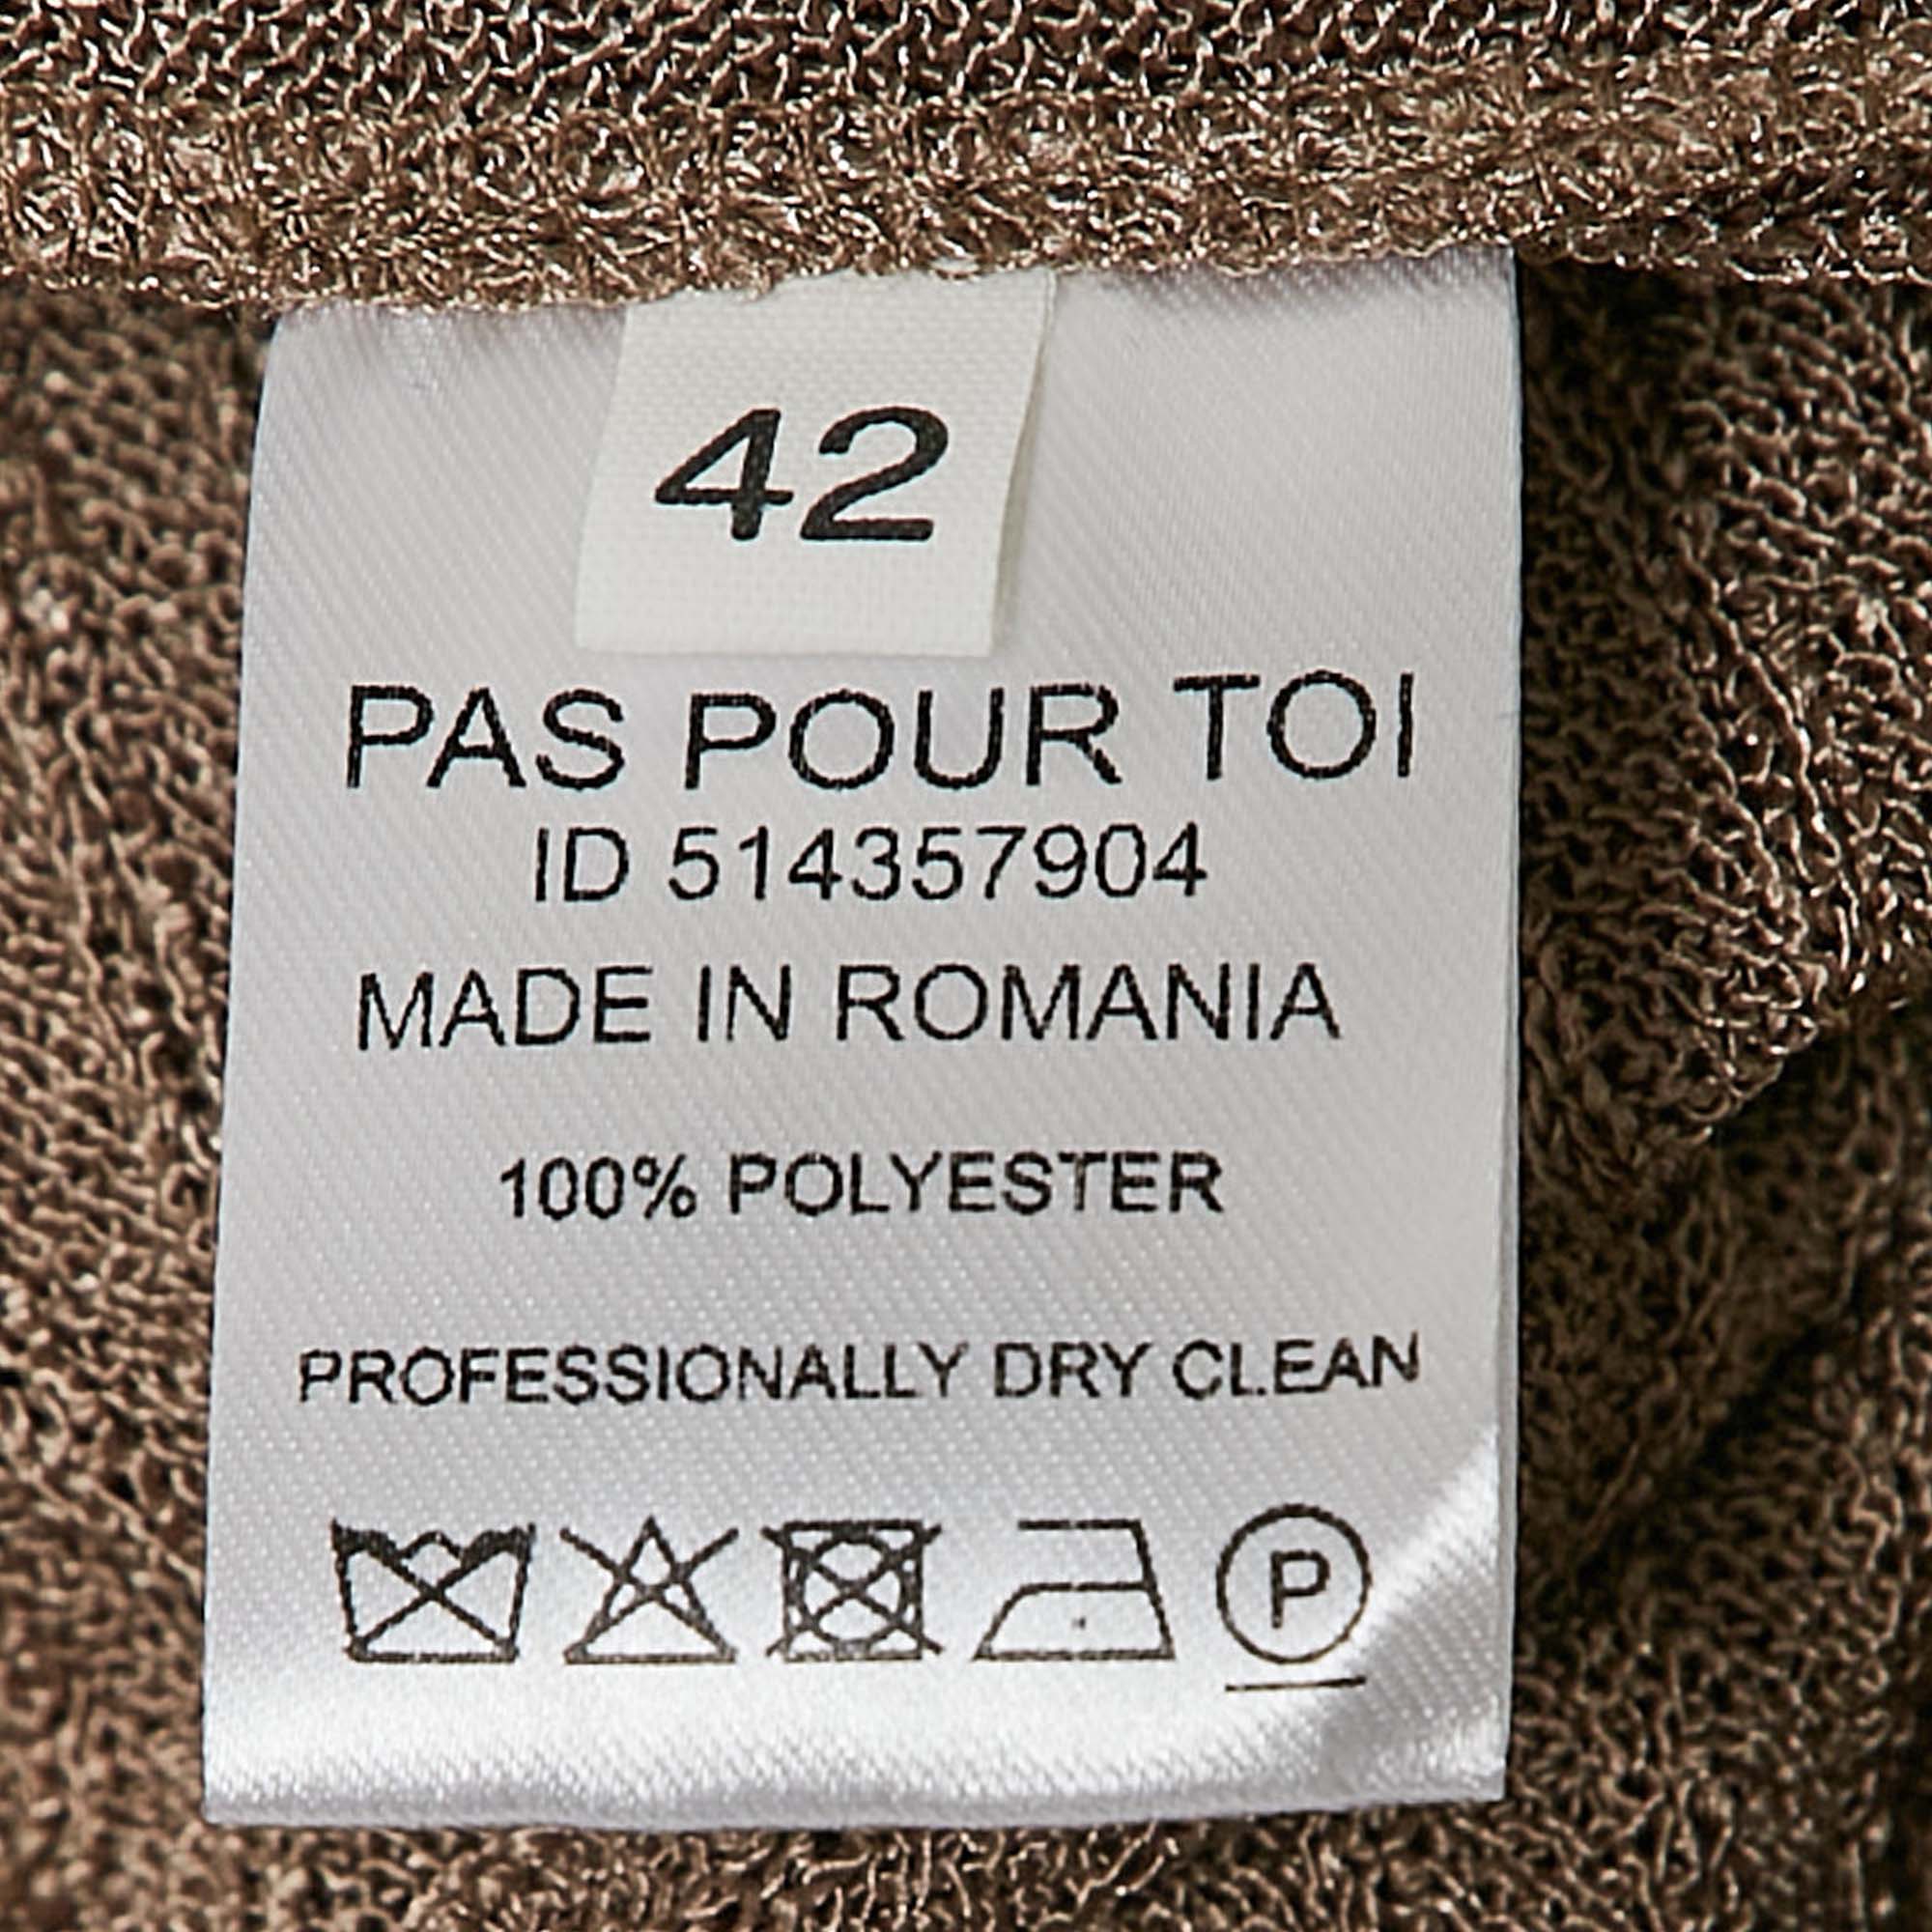 42
PAS POUR TOI
ID 514357904
MADE IN ROMANIA
100% POLYESTER
PROFESSIONALLY DRY CLEAN
P